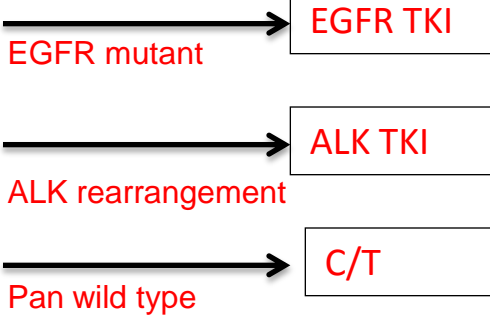 EGFR TKI
EGFR mutant
ALK TKI
ALK rearrangement
C/T
Pan wild type